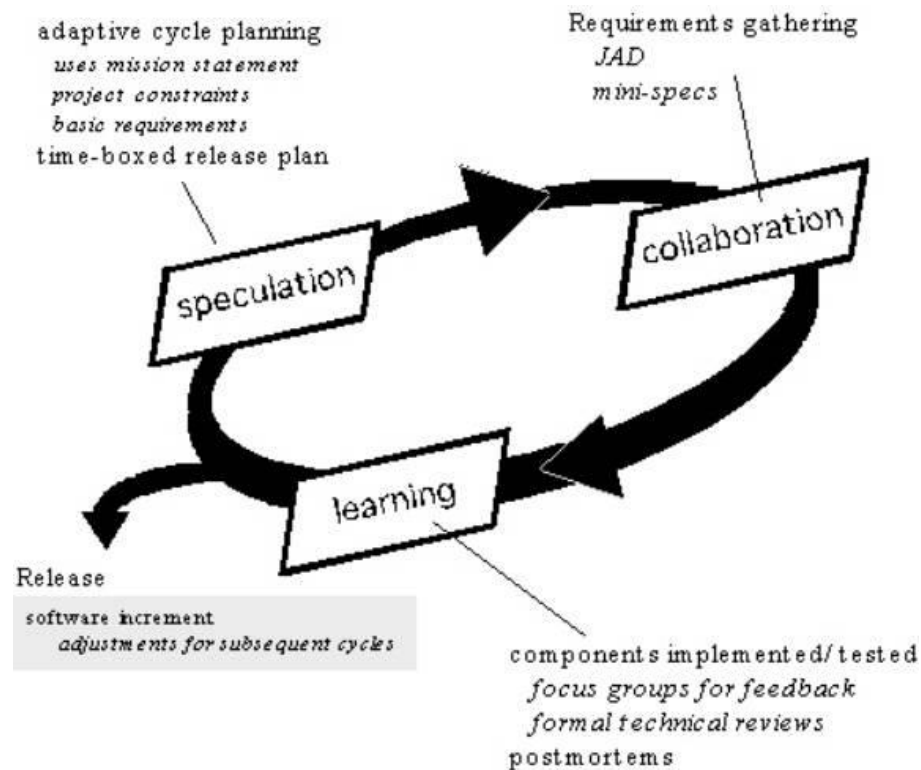 adaptive cycle planning
uses mission statement
project constraints
basic requirements
time-boxed release plan
Requirements gathering
JAD
mini-specs
speculation
collaboration
learning
Release
software increment
adjustments for subsequent cycles
components implemented/ tested
focus groups for feedback
formal technical reviews
postmortems